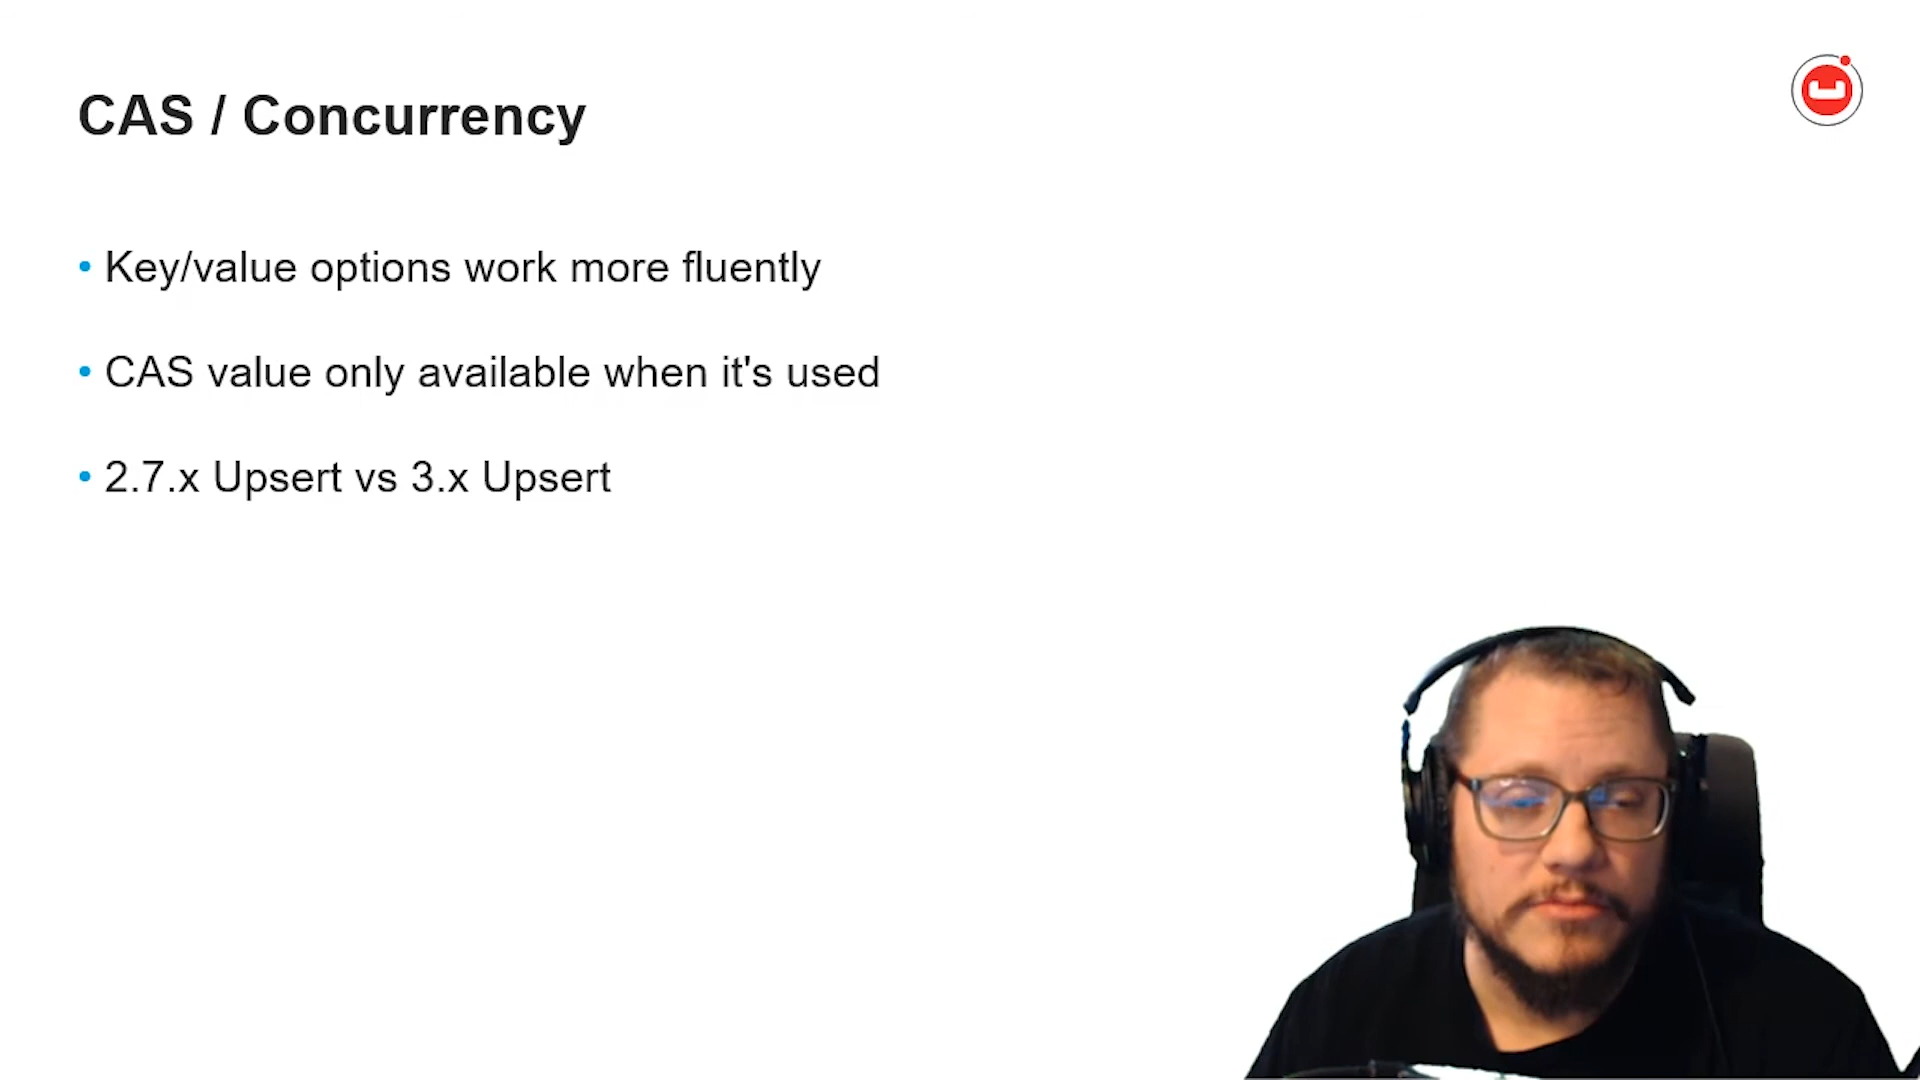 CAS / Concurrency
• Key/value options work more fluently
• CAS value only available when it's used
• 2.7.x Upsert vs 3.x Upsert